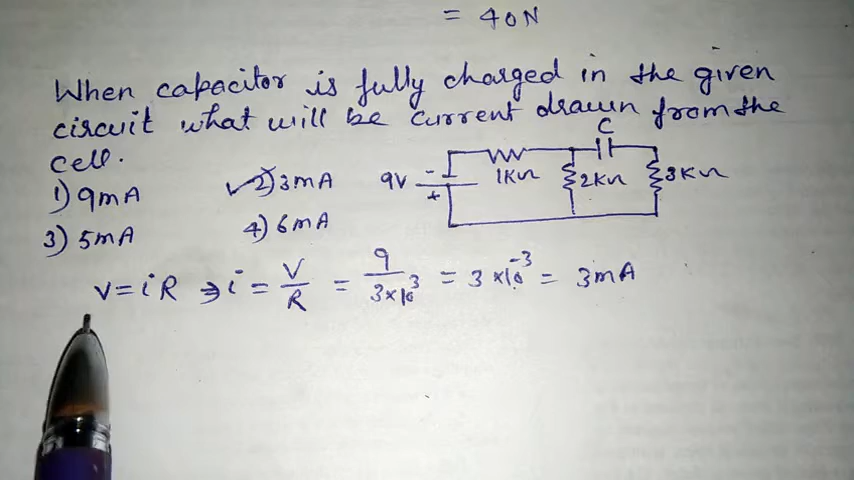 = 40N
When capacitor is fully charged in the given
circuit what will be current drawn from the
cell.
1) 9mA
2) 3mA
3) 5mA
4) 6mA
C
9V
-
+
1KΩ
2KΩ
3KΩ
V = iR ⇒ i = V/R = 9/3×10³ = 3×10⁻³ = 3mA